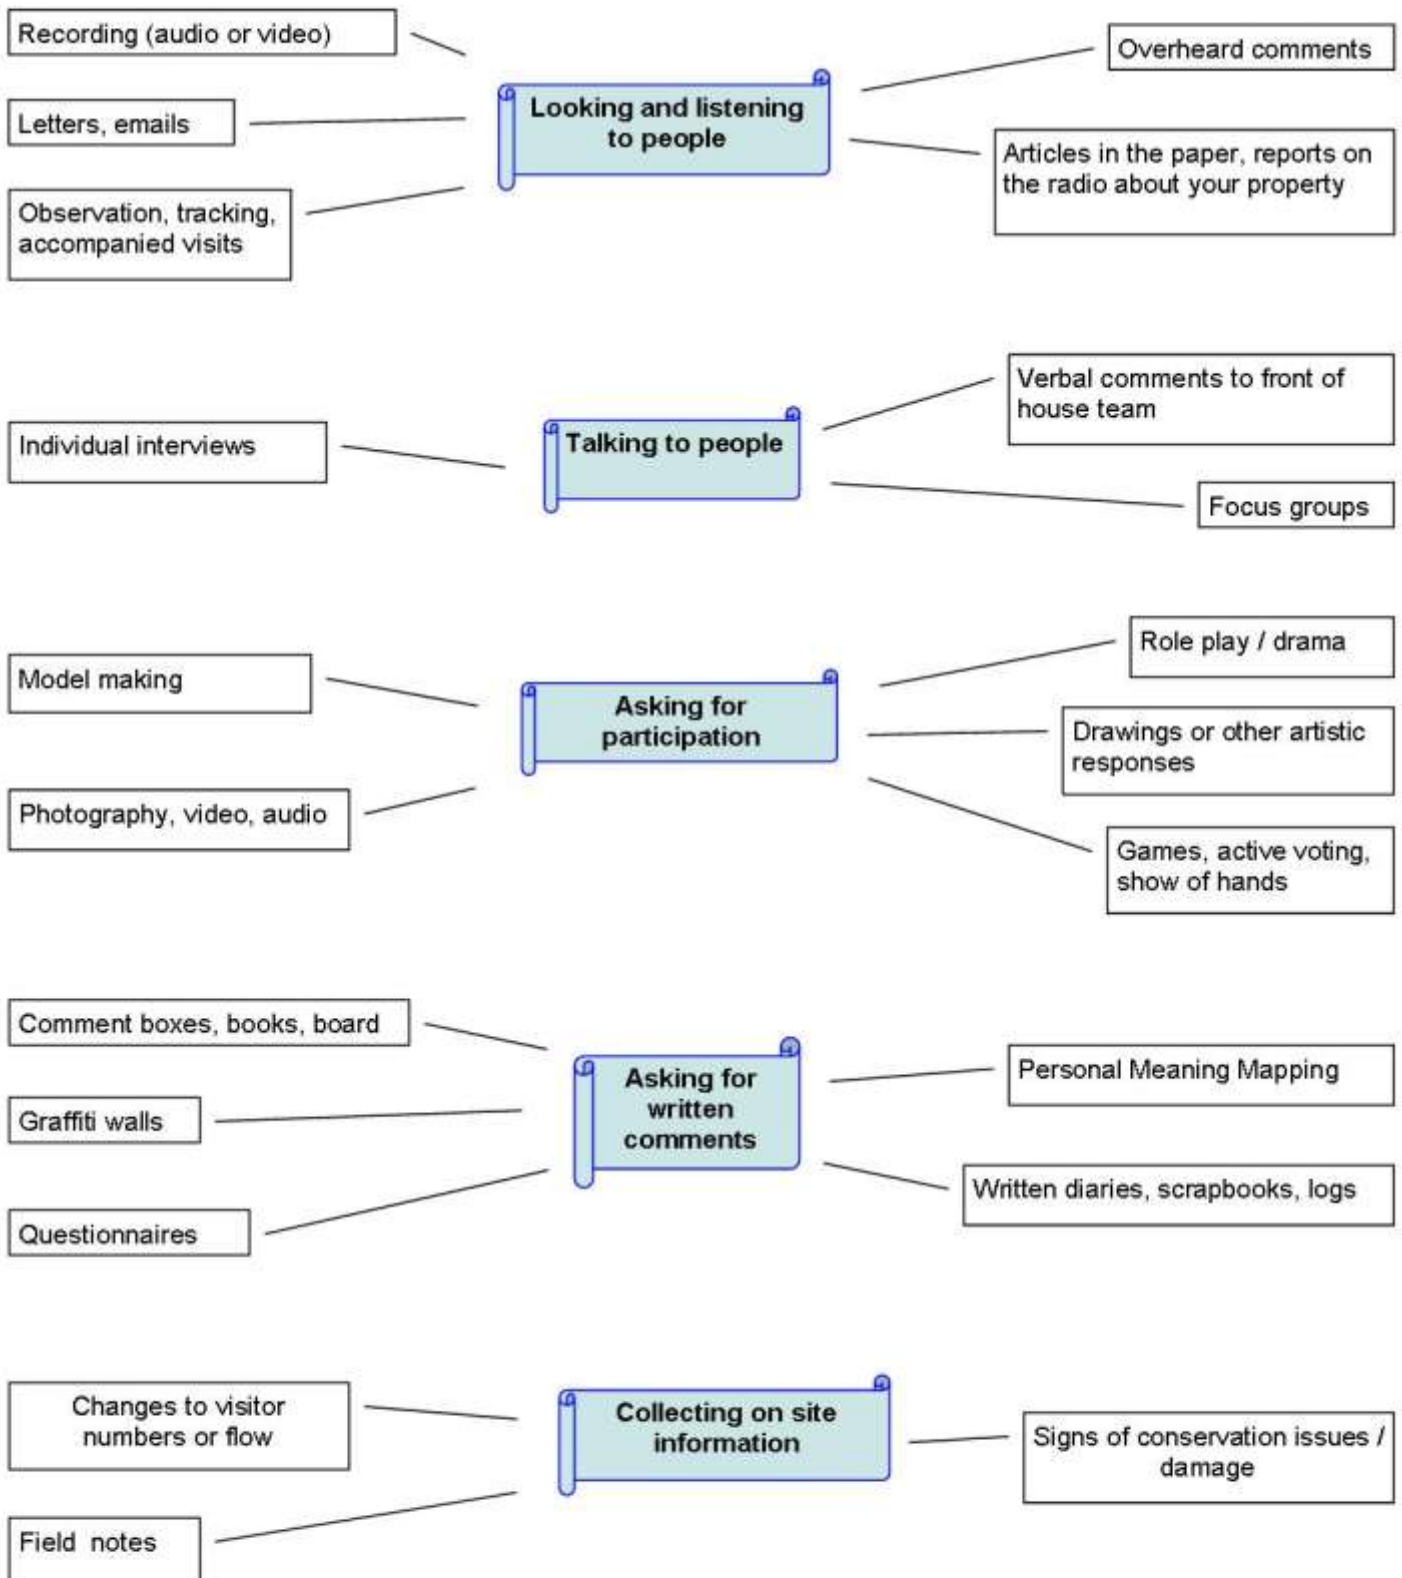 Recording (audio or video)
Letters, emails
Observation, tracking,
accompanied visits
Looking and listening
to people
Overheard comments
Articles in the paper, reports on
the radio about your property
Individual interviews
Talking to people
Verbal comments to front of
house team
Focus groups
Model making
Photography, video, audio
Asking for
participation
Role play / drama
Drawings or other artistic
responses
Games, active voting,
show of hands
Comment boxes, books, board
Graffiti walls
Questionnaires
Asking for
written
comments
Personal Meaning Mapping
Written diaries, scrapbooks, logs
Changes to visitor
numbers or flow
Field notes
Collecting on site
information
Signs of conservation issues /
damage